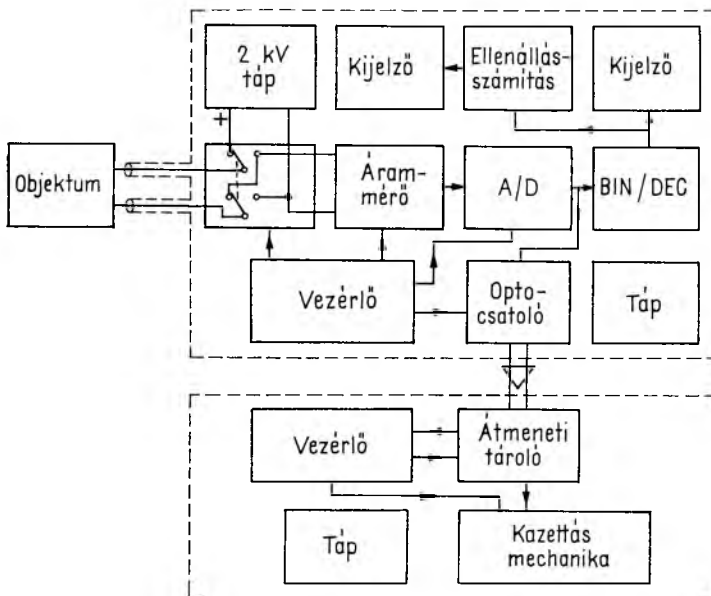 2 kV
táp
Kijelző
Ellenállás-
számítás
Kijelző
+
Objektum
Áram-
mérő
A/D
BIN/DEC
Vezérlő
Opto-
csatoló
Táp
Vezérlő
Átmeneti
tároló
Táp
Kazettás
mechanika